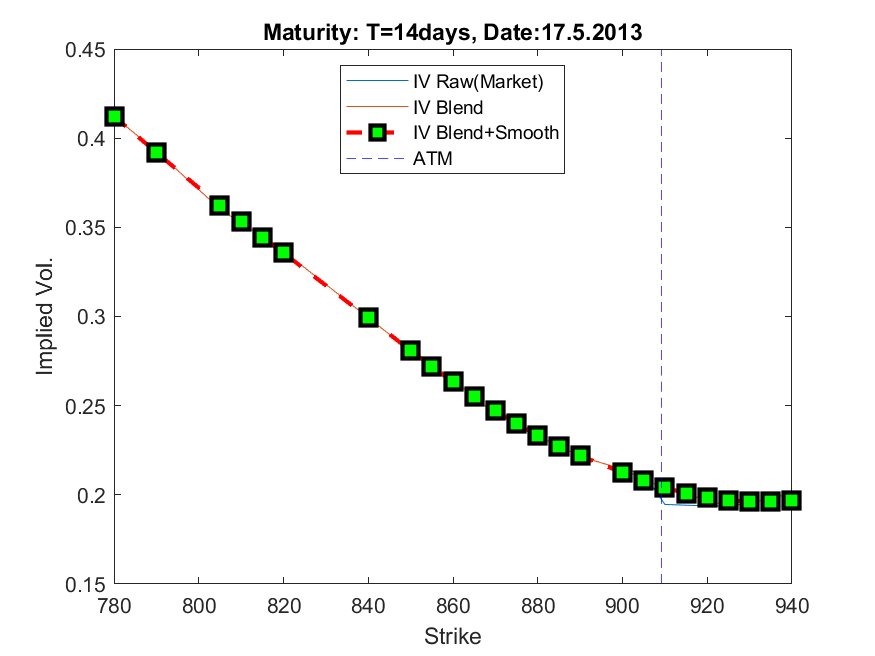 Maturity: T=14days, Date:17.5.2013
0.45
0.4
0.35
0.3
0.25
0.2
0.15
Implied Vol.
IV Raw(Market)
IV Blend
IV Blend+Smooth
ATM
780 800 820 840 860 880 900 920 940
Strike